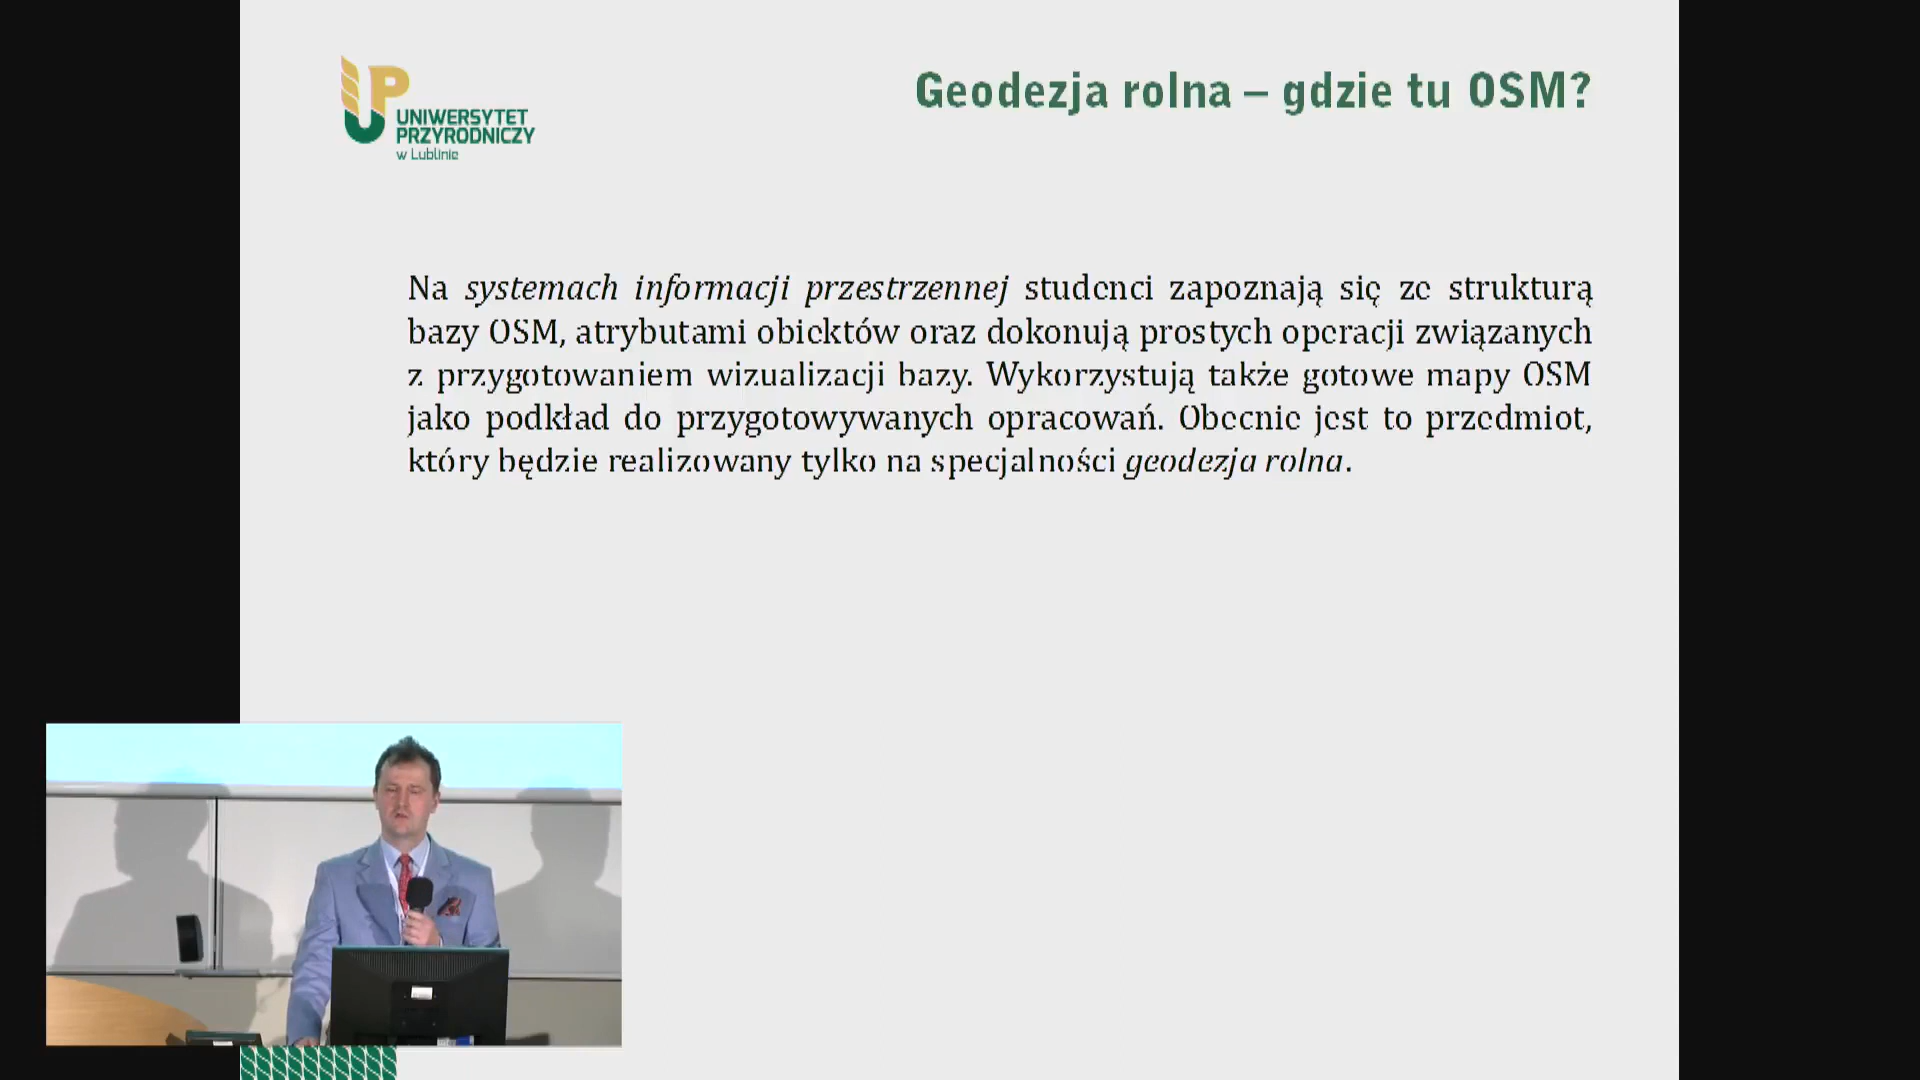 UP
UNIWERSYTET
PRZYRODNICZY
w Lublinie
Geodezja rolna – gdzie tu OSM?
Na systemach informacji przestrzennej studenci zapoznają się ze strukturą
bazy OSM, atrybutami obiektów oraz dokonują prostych operacji związanych
z przygotowaniem wizualizacji bazy. Wykorzystują także gotowe mapy OSM
jako podkład do przygotowywanych opracowań. Obecnie jest to przedmiot,
który będzie realizowany tylko na specjalności geodezja rolna.